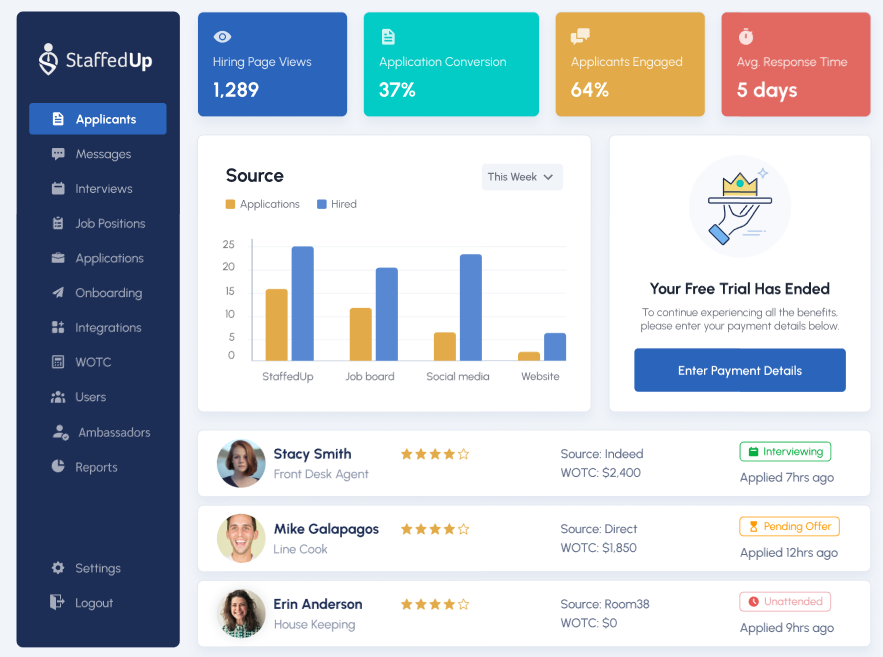 StaffedUp
Applicants
Messages
Interviews
Job Positions
Applications
Onboarding
Integrations
WOTC
Users
Ambassadors
Reports
Settings
Logout
Hiring Page Views
1,289
Application Conversion
37%
Applicants Engaged
64%
Avg. Response Time
5 days
Source
This Week
Applications
Hired
25
20
15
10
5
0
StaffedUp
Job board
Social media
Website
Your Free Trial Has Ended
To continue experiencing all the benefits,
please enter your payment details below.
Enter Payment Details
Stacy Smith
Front Desk Agent
Source: Indeed
WOTC: $2,400
Interviewing
Applied 7hrs ago
Mike Galapagos
Line Cook
Source: Direct
WOTC: $1,850
Pending Offer
Applied 12hrs ago
Erin Anderson
House Keeping
Source: Room38
WOTC: $0
Unattended
Applied 9hrs ago